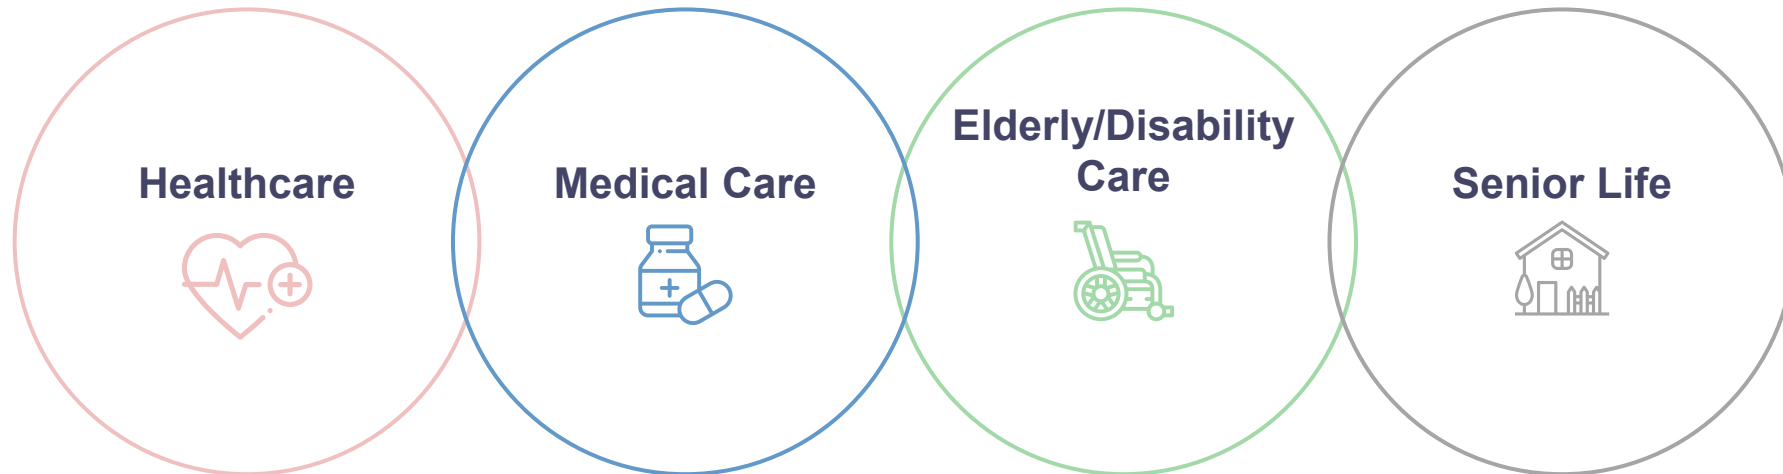 Healthcare
Medical Care
Elderly/Disability
Care
Senior Life